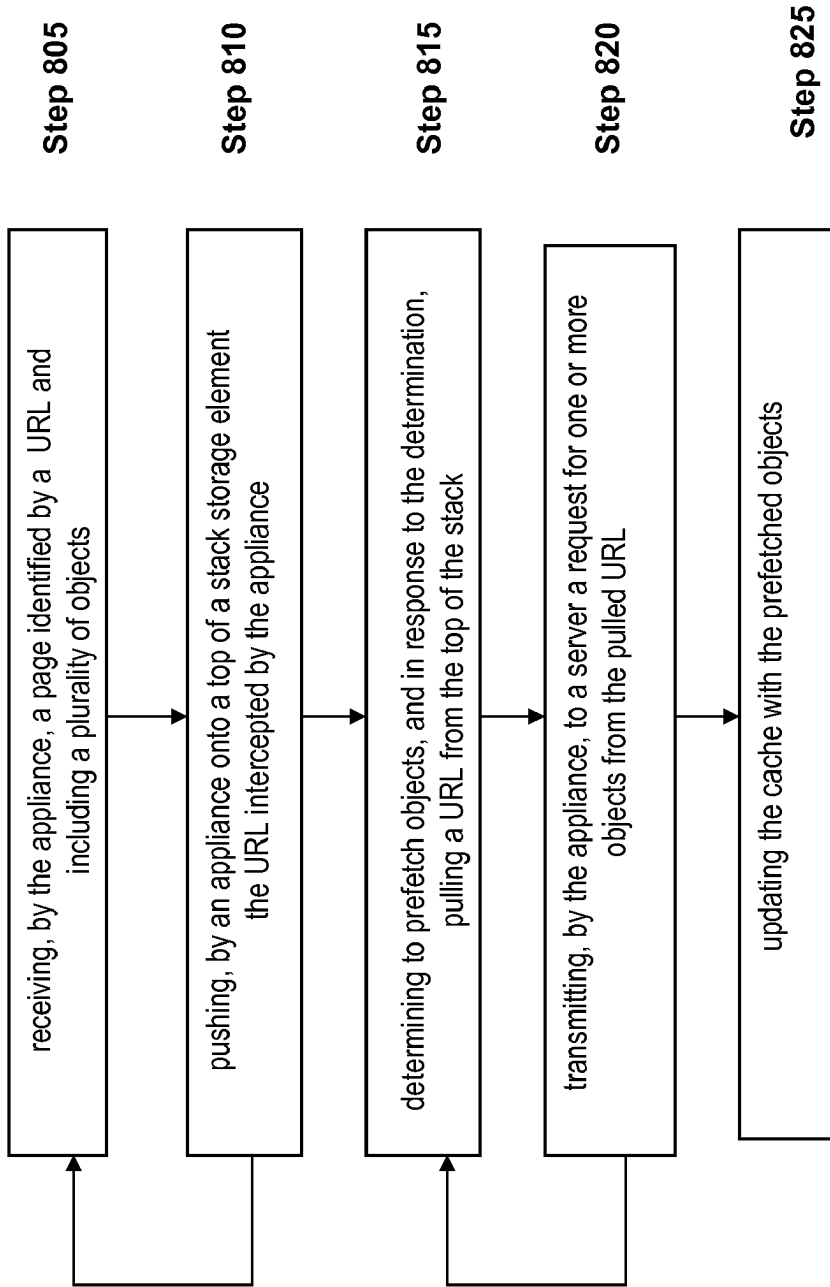 receiving, by the appliance, a page identified by a URL and
including a plurality of objects
Step 805
pushing, by an appliance onto a top of a stack storage element
the URL intercepted by the appliance
Step 810
determining to prefetch objects, and in response to the determination,
pulling a URL from the top of the stack
Step 815
transmitting, by the appliance, to a server a request for one or more
objects from the pulled URL
Step 820
updating the cache with the prefetched objects
Step 825